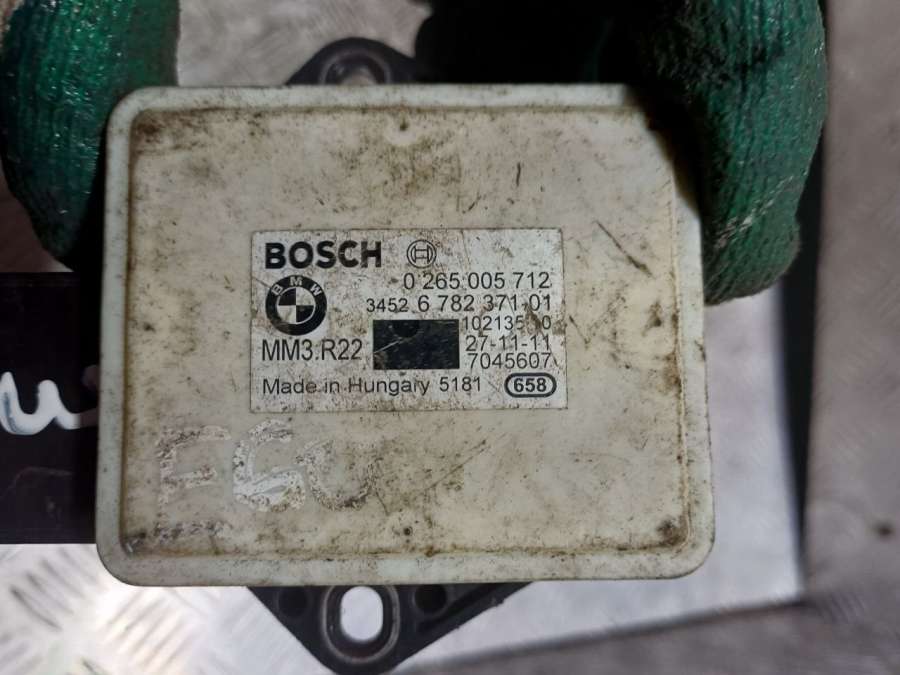 BOSCH
0 265 005 712
BMW
3452 6 782 371-01
27-11-11
MM3.R22
7045607
Made in Hungary 5181 658